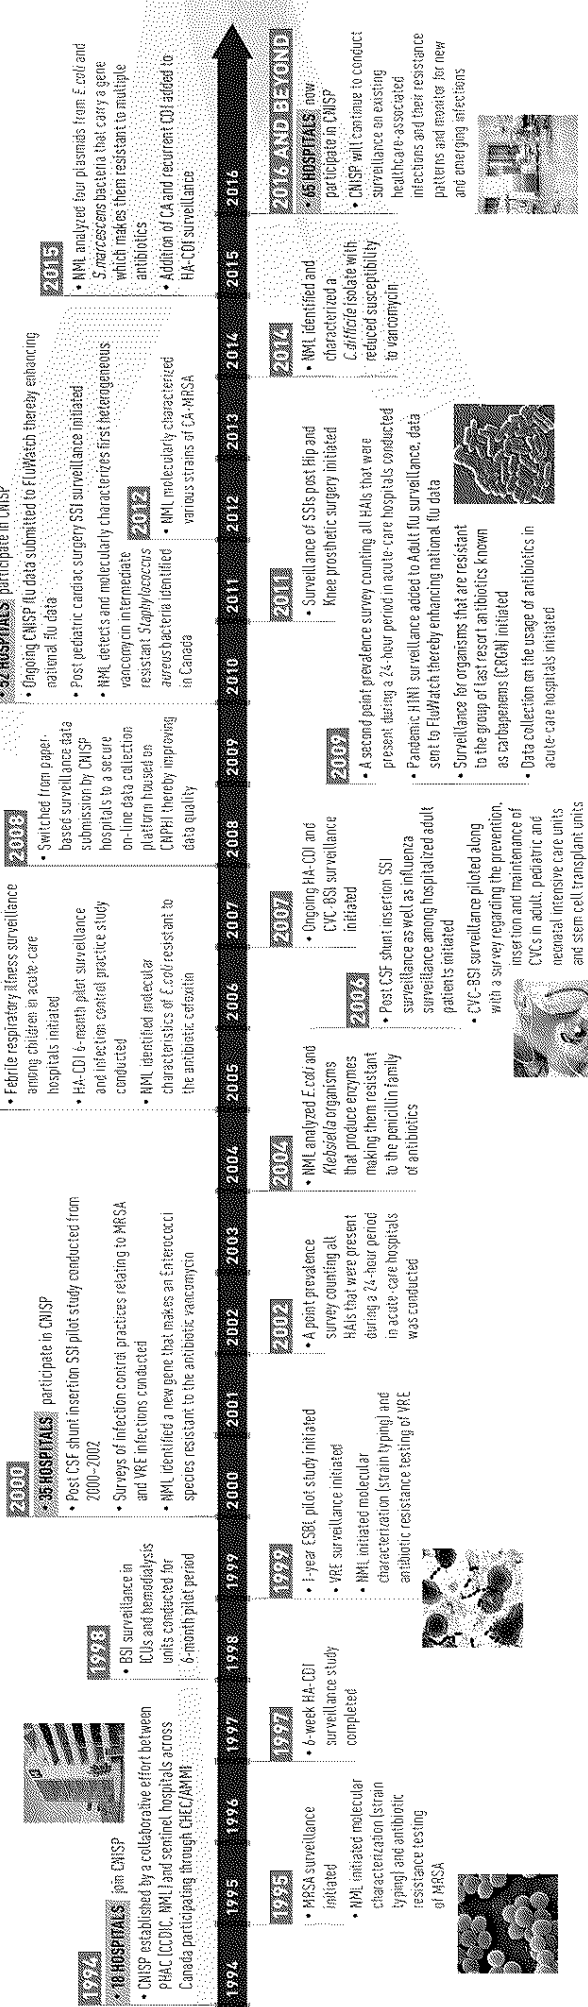 1994
• 18 HOSPITALS join CNISP
• CNISP established by a collaborative effort between
PHAC (CCDIC, NML) and sentinel hospitals across
Canada participating through CHEC/AMMI
1998
• BSI surveillance in
ICUs and hemodialysis
units conducted for
6-month pilot period
2000
• 35 HOSPITALS participate in CNISP
• Post CSF shunt insertion SSI pilot study conducted from
2000–2002
• Surveys of infection control practices relating to MRSA
and VRE infections conducted
• NML identified a new gene that makes an Enterococci
species resistant to the antibiotic vancomycin
• Febrile respiratory illness surveillance
among children in acute-care
hospitals initiated
• HA-CDI 6-month pilot surveillance
and infection control practice study
conducted
• NML identified molecular
characteristics of E.coli resistant to
the antibiotic cefoxitin
2008
• Switched from paper-
based surveillance data
submission by CNISP
hospitals to a secure
on-line data collection
platform housed on
CNPHI thereby improving
data quality
• 52 HOSPITALS participate in CNISP
• Ongoing CNISP flu data submitted to FluWatch thereby enhancing
national flu data
• Post pediatric cardiac surgery SSI surveillance initiated
• NML detects and molecularly characterizes first heterogeneous
vancomycin intermediate
resistant Staphylococcus
aureus bacteria identified
in Canada
2012
• NML molecularly characterized
various strains of CA-MRSA
2015
• NML analyzed four plasmids from E.coli and
S.marcescens bacteria that carry a gene
which makes them resistant to multiple
antibiotics
• Addition of CA and recurrent CDI added to
HA-CDI surveillance
1994 1995 1996 1997 1998 1999 2000 2001 2002 2003 2004 2005 2006 2007 2008 2009 2010 2011 2012 2013 2014 2015 2016
1995
• MRSA surveillance
initiated
• NML initiated molecular
characterization (strain
typing) and antibiotic
resistance testing
of MRSA
1997
• 6-week HA-CDI
surveillance study
completed
1999
• 1-year ESBL pilot study initiated
• VRE surveillance initiated
• NML initiated molecular
characterization (strain typing) and
antibiotic resistance testing of VRE
2002
• A point prevalence
survey counting all
HAIs that were present
during a 24-hour period
in acute-care hospitals
was conducted
2004
• NML analyzed E.coli and
Klebsiella organisms
that produce enzymes
making them resistant
to the penicillin family
of antibiotics
2006
• Post CSF shunt insertion SSI
surveillance as well as influenza
surveillance among hospitalized adult
patients initiated
• CVC-BSI surveillance piloted along
with a survey regarding the prevention,
insertion and maintenance of
CVCs in adult, pediatric and
neonatal intensive care units
and stem cell transplant units
2007
• Ongoing HA-CDI and
CVC-BSI surveillance
initiated
2009
• A second point prevalence survey counting all HAIs that were
present during a 24-hour period in acute-care hospitals conducted
• Pandemic H1N1 surveillance added to Adult flu surveillance, data
sent to FluWatch thereby enhancing national flu data
• Surveillance for organisms that are resistant
to the group of last resort antibiotics known
as carbapenems (CRGN) initiated
• Data collection on the usage of antibiotics in
acute-care hospitals initiated
2011
• Surveillance of SSIs post Hip and
Knee prosthetic surgery initiated
2014
• NML identified and
characterized a
C.difficile isolate with
reduced susceptibility
to vancomycin
2016 AND BEYOND
• 65 HOSPITALS now
participate in CNISP
• CNISP will continue to conduct
surveillance on existing
healthcare-associated
infections and their resistance
patterns and monitor for new
and emerging infections